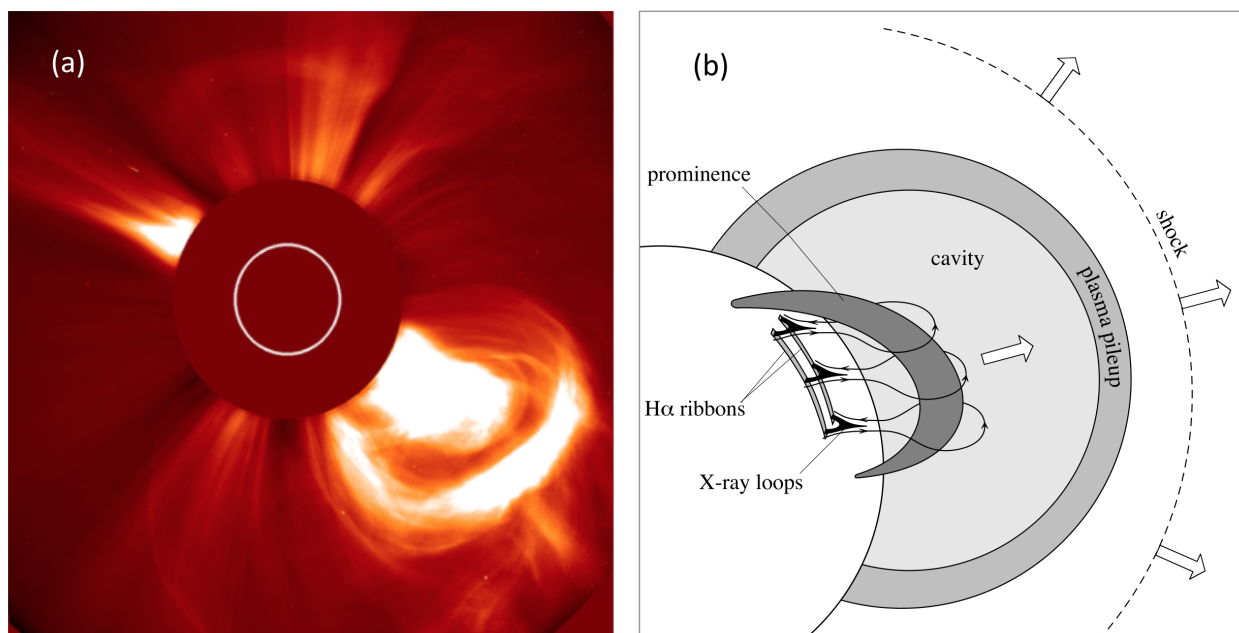 (a)
(b)
prominence
shock
cavity
plasma pileup
Hα ribbons
X-ray loops